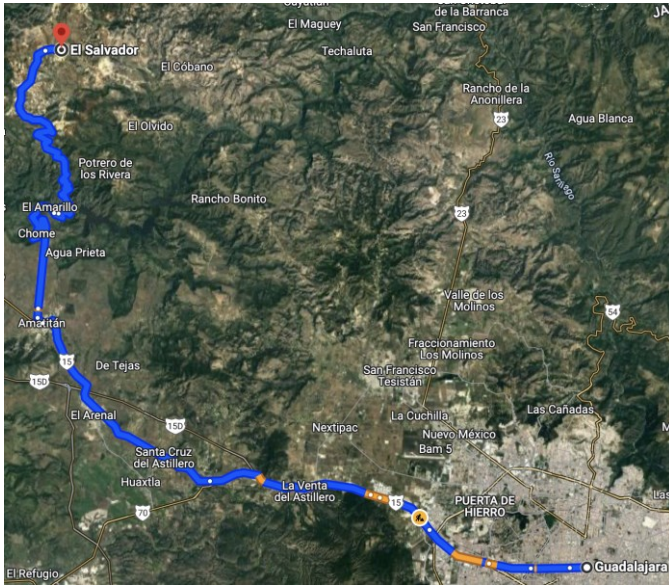 de la Barranca
JA
El Maguey
San Francisco
Techaluta
El Salvador
El Cóbano
Rancho de la
Anonillera
23
Agua Blanca
El Olvido
Potrero de
los Rivera
El Amarillo
Rancho Bonito
23
Chome
Agua Prieta
Valle de los
Molinos
54
Amatitán
Fraccionamiento
Los Molinos
15
De Tejas
San Francisco
Tesistán
15D
La Cuchilla
Las Cañadas
El Arenal
15D
Nextipac
Nuevo México
Bam 5
Santa Cruz
del Astillero
Huaxtla
La Venta
del Astillero
15
PUERTA DE
HIERRO
Las
70
El Refugio
Guadalajara